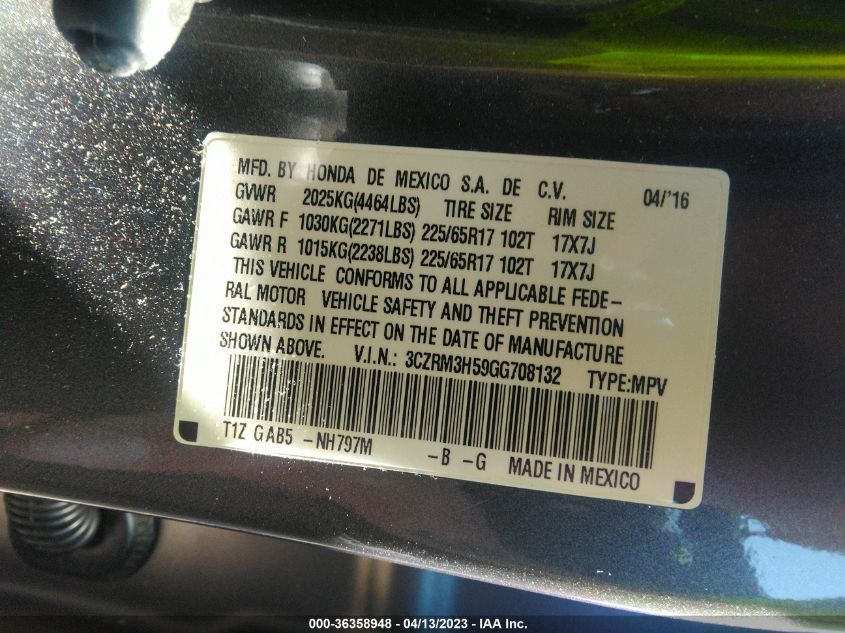 MFD. BY HONDA DE MEXICO S.A. DE C.V. 04/'16
GVWR 2025KG(4464LBS) TIRE SIZE RIM SIZE
GAWR F 1030KG(2271LBS) 225/65R17 102T 17X7J
GAWR R 1015KG(2238LBS) 225/65R17 102T 17X7J
THIS VEHICLE CONFORMS TO ALL APPLICABLE FEDE-
RAL MOTOR VEHICLE SAFETY AND THEFT PREVENTION
STANDARDS IN EFFECT ON THE DATE OF MANUFACTURE
SHOWN ABOVE. V.I.N.: 3CZRM3H59GG708132 TYPE:MPV
T1Z GAB5 -NH797M -B -G MADE IN MEXICO
000-36358948 - 04/13/2023 - IAA Inc.